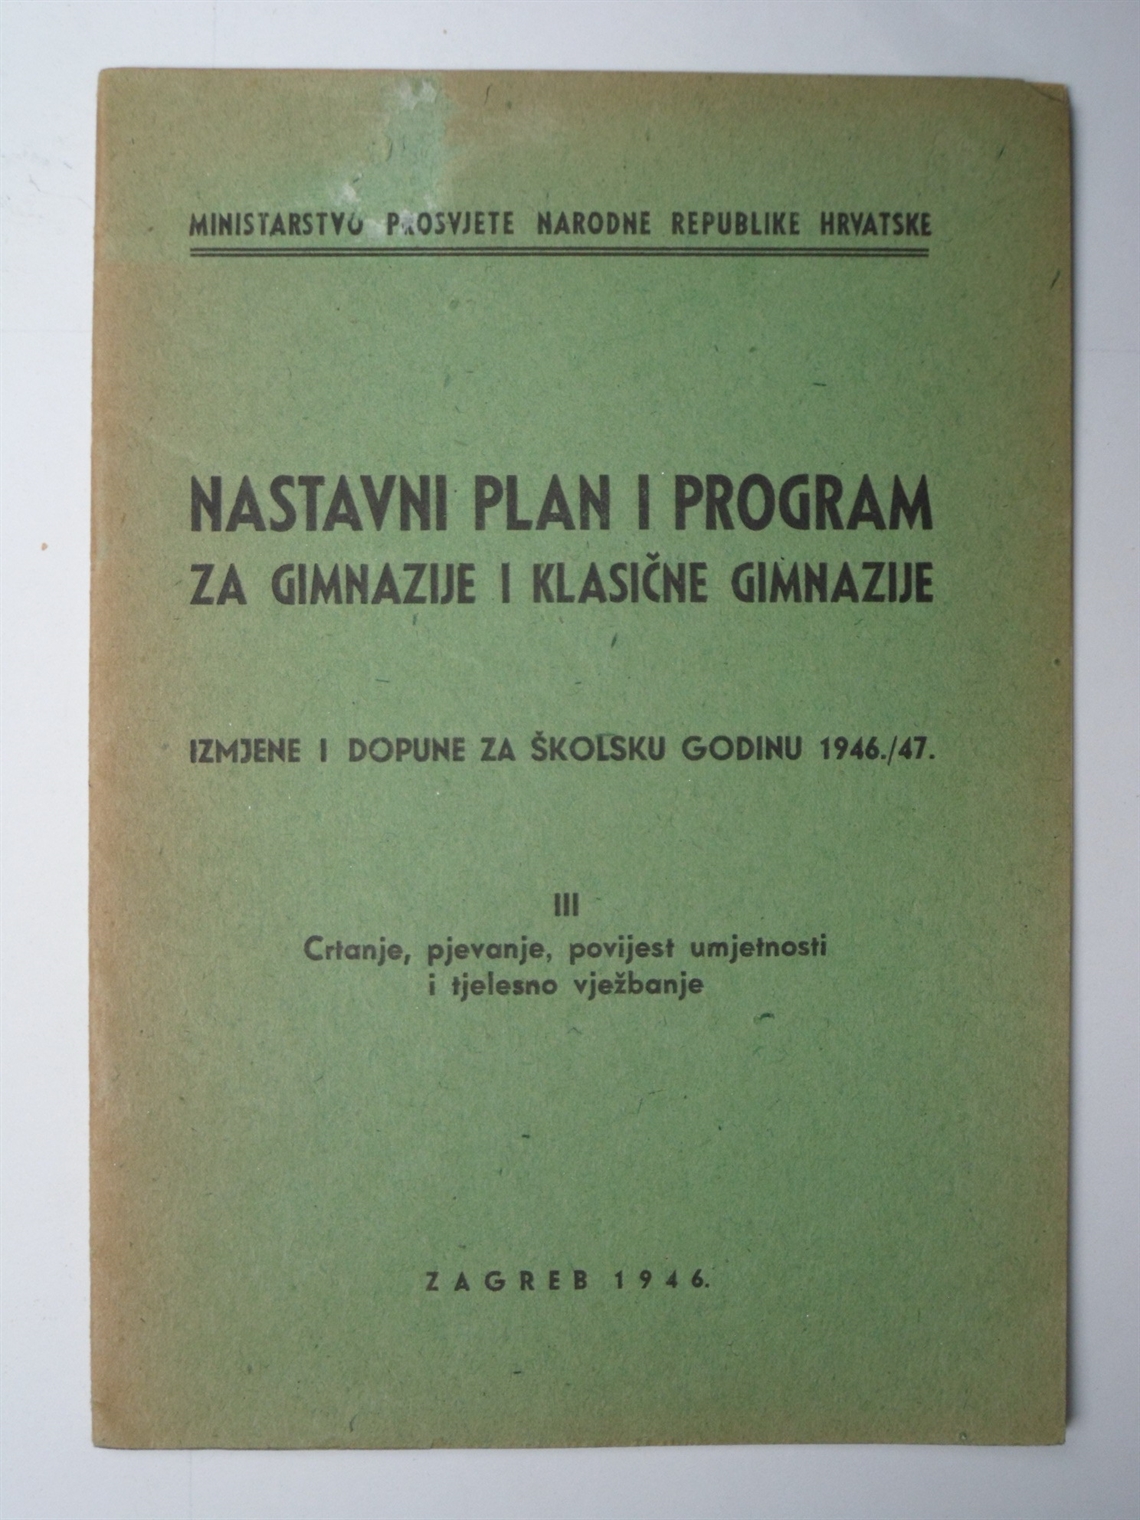 MINISTARSTVO PROSVJETE NARODNE REPUBLIKE HRVATSKE
NASTAVNI PLAN I PROGRAM
ZA GIMNAZIJE I KLASIČNE GIMNAZIJE
IZMJENE I DOPUNE ZA ŠKOLSKU GODINU 1946./47.
III
Crtanje, pjevanje, povijest umjetnosti
i tjelesno vježbanje
ZAGREB 1946.